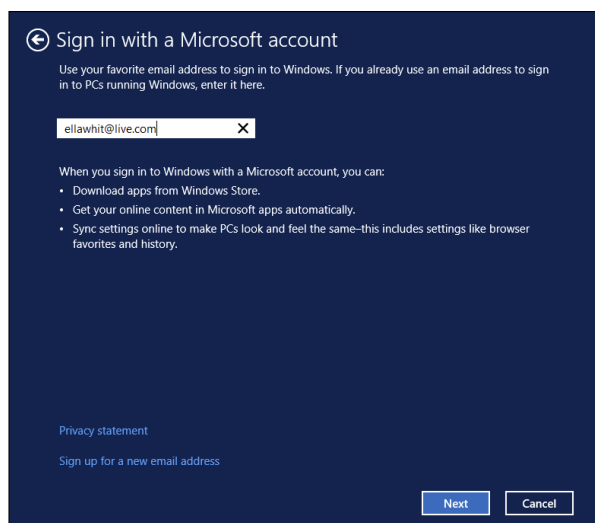 Sign in with a Microsoft account
Use your favorite email address to sign in to Windows. If you already use an email address to sign
in to PCs running Windows, enter it here.
ellawhit@live.com
When you sign in to Windows with a Microsoft account, you can:
• Download apps from Windows Store.
• Get your online content in Microsoft apps automatically.
• Sync settings online to make PCs look and feel the same–this includes settings like browser
favorites and history.
Privacy statement
Sign up for a new email address
Next Cancel